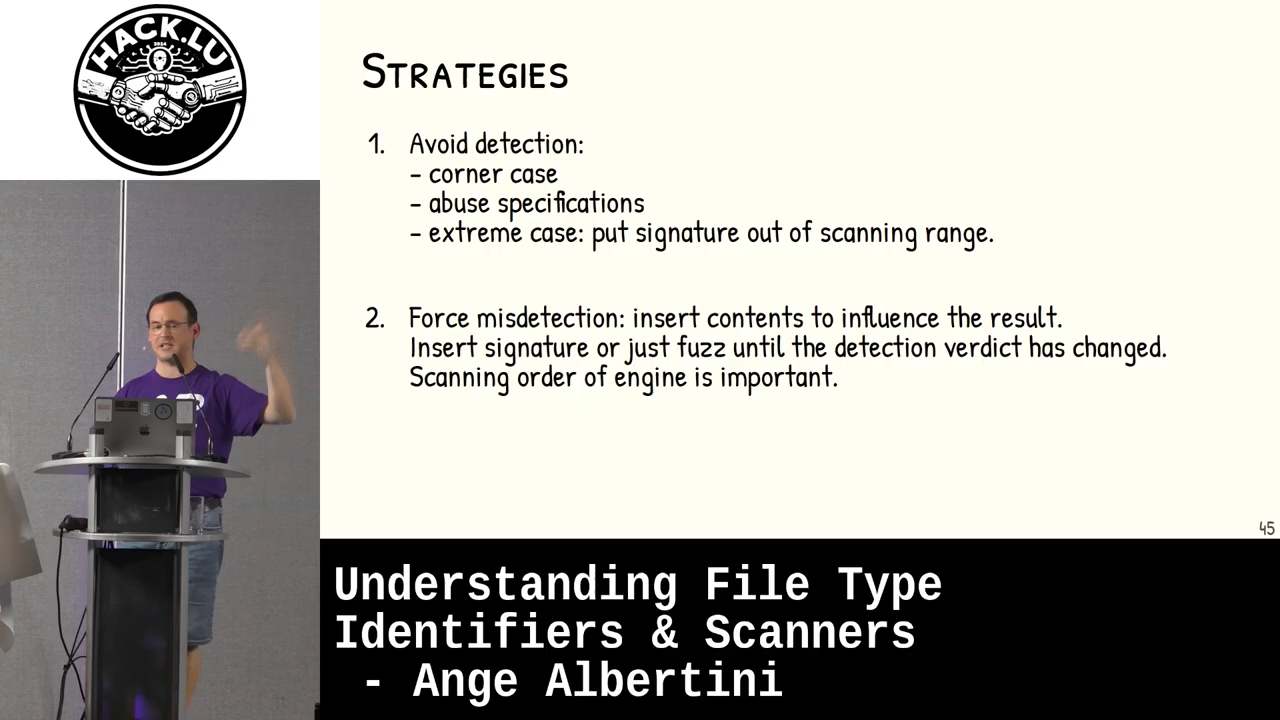 HACK.LU
2024
STRATEGIES
1. Avoid detection:
- corner case
- abuse specifications
- extreme case: put signature out of scanning range.
2. Force misdetection: insert contents to influence the result.
Insert signature or just fuzz until the detection verdict has changed.
Scanning order of engine is important.
45
Understanding File Type
Identifiers & Scanners
- Ange Albertini